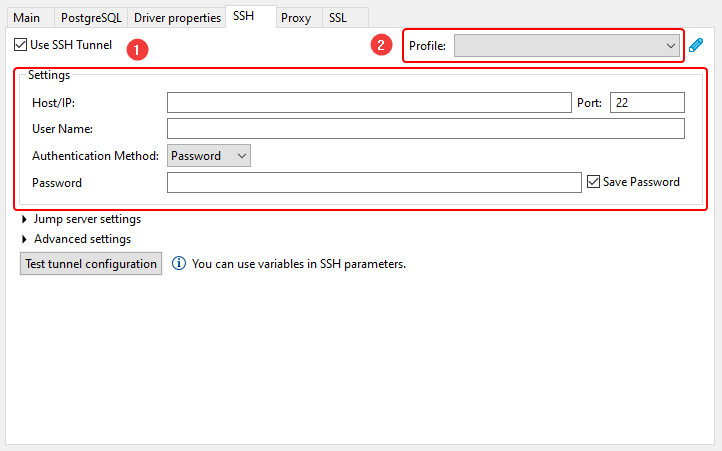 Main PostgreSQL Driver properties SSH Proxy SSL
Use SSH Tunnel 1 2 Profile:
Settings
Host/IP: Port: 22
User Name:
Authentication Method: Password
Password Save Password
Jump server settings
Advanced settings
Test tunnel configuration i You can use variables in SSH parameters.